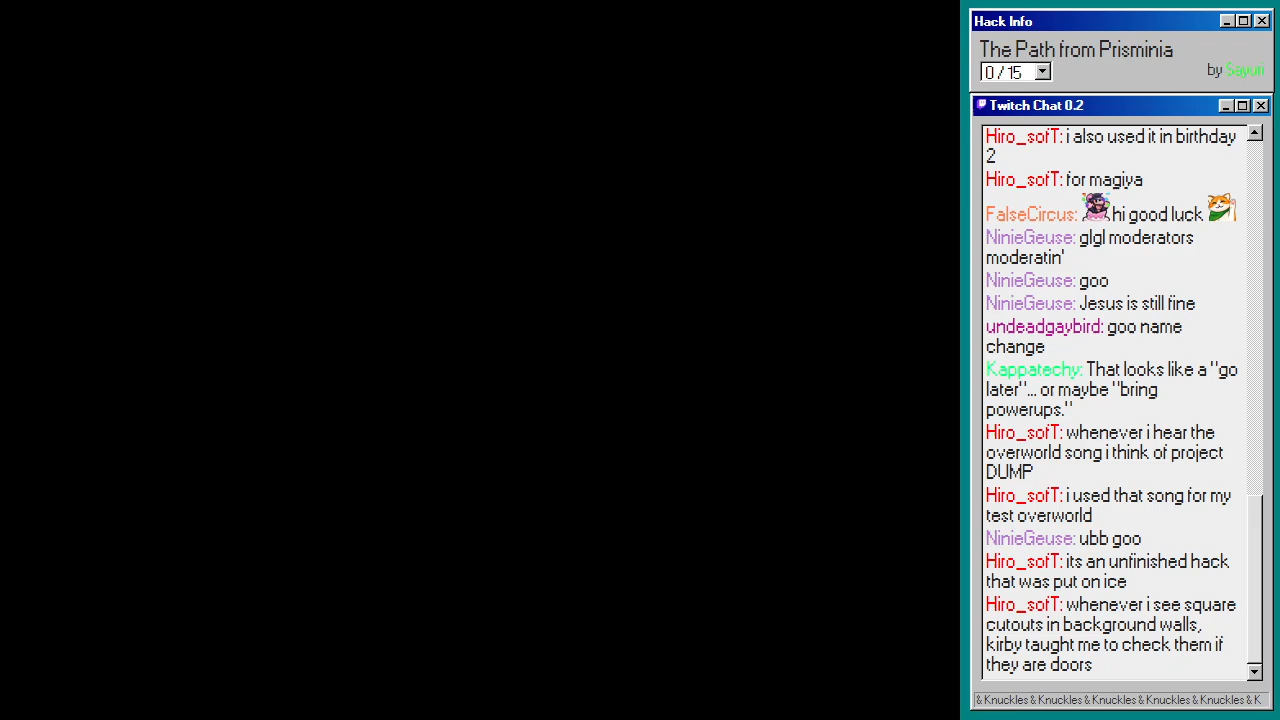 Hack Info
The Path from Prisminia
0 / 15
by Sayuri
Twitch Chat 0.2
Hiro_sofT: i also used it in birthday
2
Hiro_sofT: for magiya
FalseCircus: hi good luck
NinieGeuse: glgl moderators
moderatin'
NinieGeuse: goo
NinieGeuse: Jesus is still fine
undeadgaybird: goo name
change
Kappatechy: That looks like a "go
later"... or maybe "bring
powerups."
Hiro_sofT: whenever i hear the
overworld song i think of project
DUMP
Hiro_sofT: i used that song for my
test overworld
NinieGeuse: ubb goo
Hiro_sofT: its an unfinished hack
that was put on ice
Hiro_sofT: whenever i see square
cutouts in background walls,
kirby taught me to check them if
they are doors
& Knuckles & Knuckles & Knuckles & Knuckles & Knuckles & K